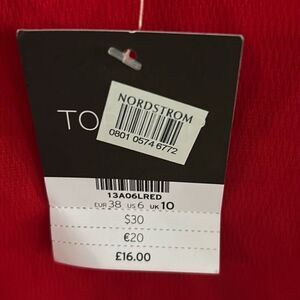 TO
NORDSTROM
0801 0574 6772
13A06LRED
EUR 38 US 6 UK 10
$30
€20
£16.00